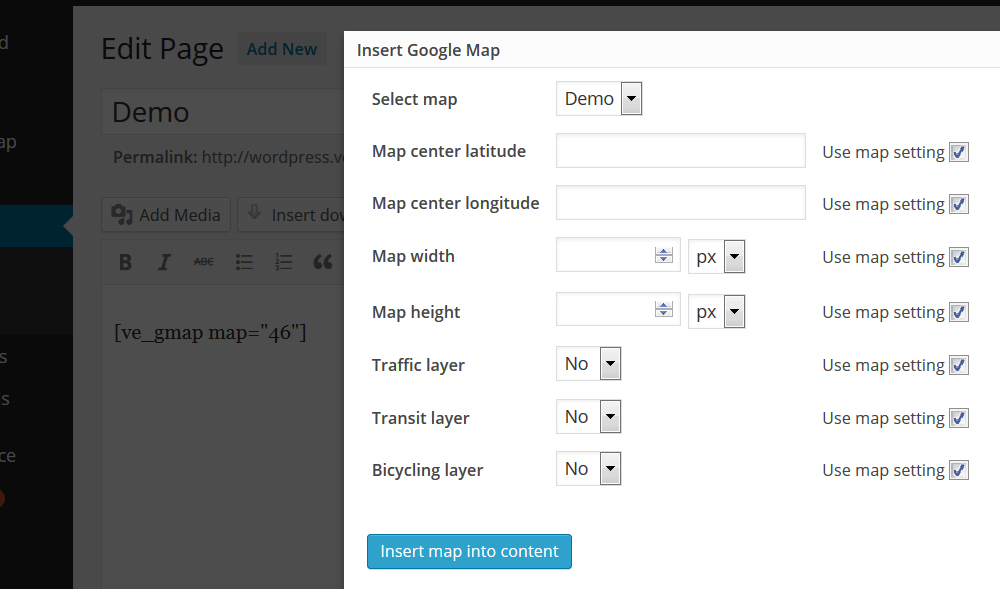 d
Edit Page Add New
ap
Demo
Permalink: http://wordpress.v
Add Media Insert dow
B I ABC
[ve_gmap map="46"]
s
s
ce
Insert Google Map
Select map Demo
Map center latitude Use map setting
Map center longitude Use map setting
Map width px Use map setting
Map height px Use map setting
Traffic layer No Use map setting
Transit layer No Use map setting
Bicycling layer No Use map setting
Insert map into content